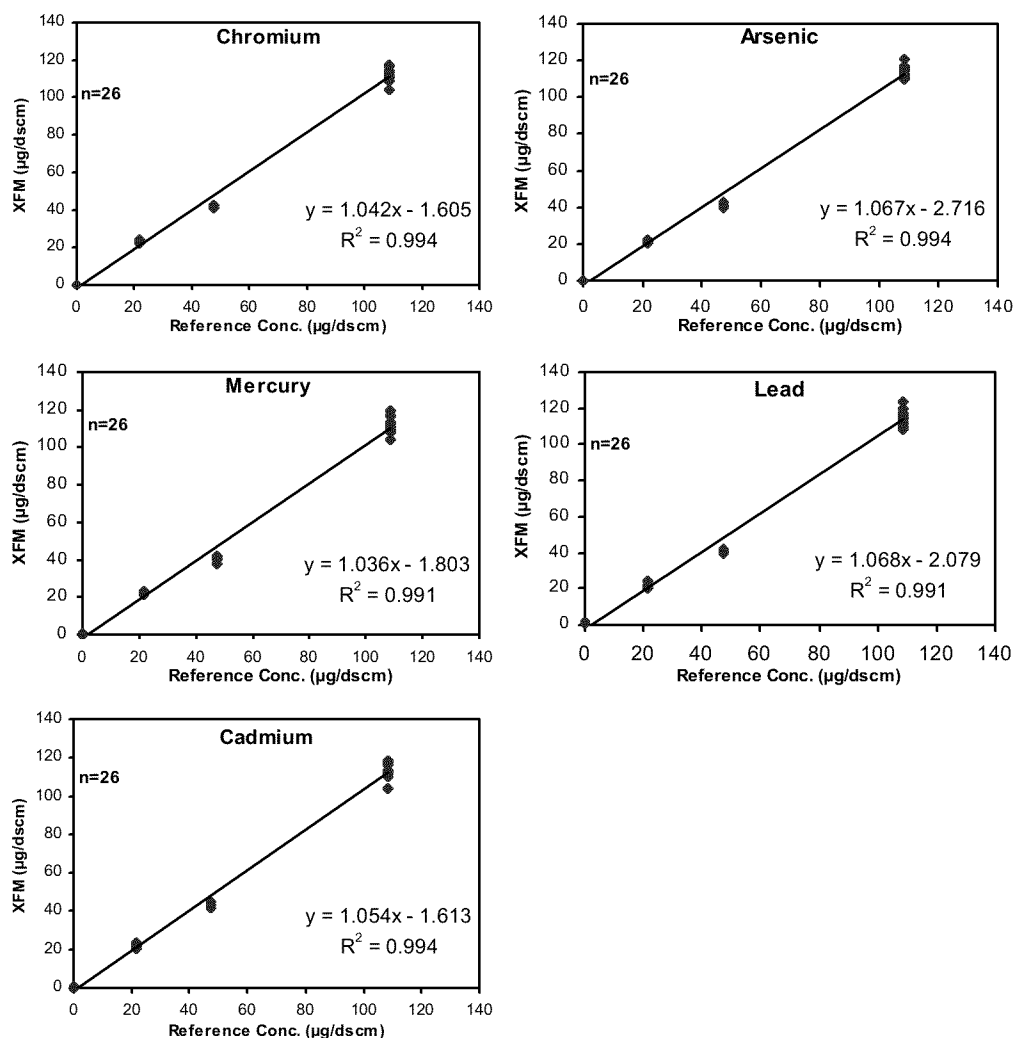 Chromium
n=26
y = 1.042x - 1.605
R² = 0.994
XFM (µg/dscm)
140
120
100
80
60
40
20
0
0 20 40 60 80 100 120 140
Reference Conc. (µg/dscm)
Arsenic
n=26
y = 1.067x - 2.716
R² = 0.994
XFM (µg/dscm)
140
120
100
80
60
40
20
0
0 20 40 60 80 100 120 140
Reference Conc. (µg/dscm)
Mercury
n=26
y = 1.036x - 1.803
R² = 0.991
XFM (µg/dscm)
140
120
100
80
60
40
20
0
0 20 40 60 80 100 120 140
Reference Conc. (µg/dscm)
Lead
n=26
y = 1.068x - 2.079
R² = 0.991
XFM (µg/dscm)
140
120
100
80
60
40
20
0
0 20 40 60 80 100 120 140
Reference Conc. (µg/dscm)
Cadmium
n=26
y = 1.054x - 1.613
R² = 0.994
XFM (µg/dscm)
140
120
100
80
60
40
20
0
0 20 40 60 80 100 120 140
Reference Conc. (µg/dscm)